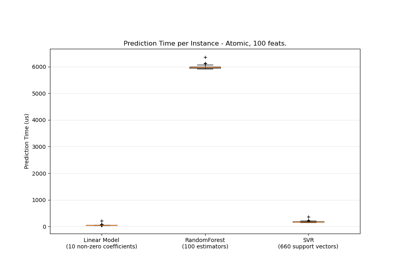 Prediction Time per Instance - Atomic, 100 feats.
6000
5000
4000
3000
2000
1000
0
Prediction Time (us)
Linear Model
(10 non-zero coefficients)
RandomForest
(100 estimators)
SVR
(660 support vectors)